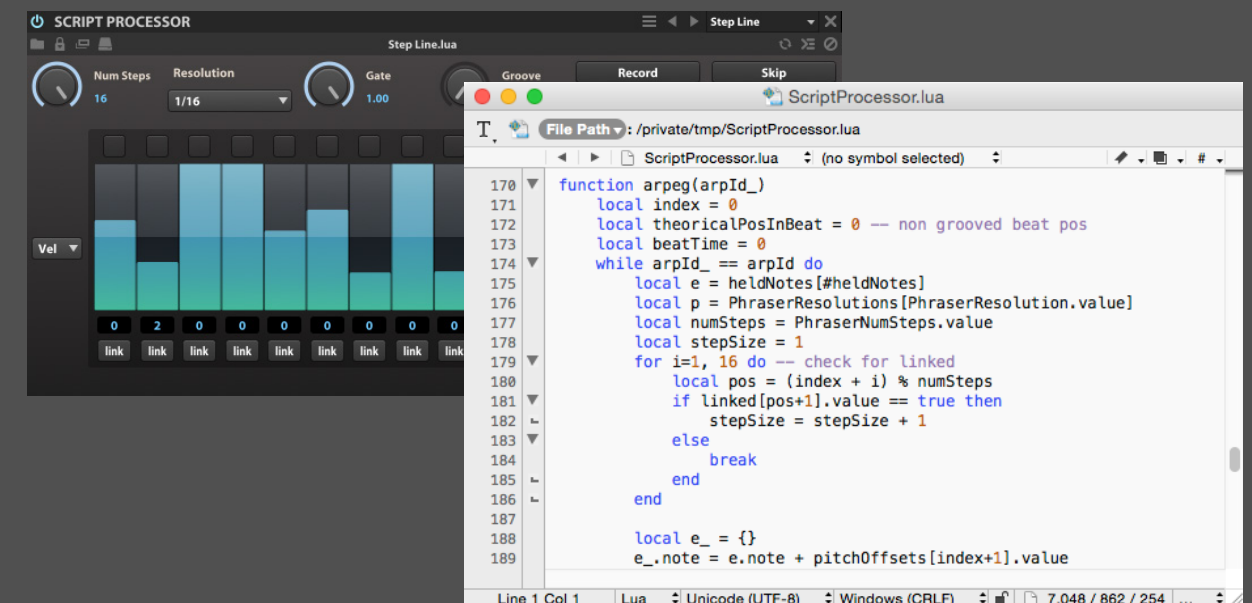 SCRIPT PROCESSOR
Step Line
Step Line.lua
Num Steps
16
Resolution
1/16
Gate
1.00
Groove
Record
Skip
Vel
0 2 0 0 0 0 0 0 0
link link link link link link link link link
ScriptProcessor.lua
T File Path : /private/tmp/ScriptProcessor.lua
ScriptProcessor.lua (no symbol selected) #
170 function arpeg(arpId_)
171 local index = 0
172 local theoricalPosInBeat = 0 -- non grooved beat pos
173 local beatTime = 0
174 while arpId_ == arpId do
175 local e = heldNotes[#heldNotes]
176 local p = PhraserResolutions[PhraserResolution.value]
177 local numSteps = PhraserNumSteps.value
178 local stepSize = 1
179 for i=1, 16 do -- check for linked
180 local pos = (index + i) % numSteps
181 if linked[pos+1].value == true then
182 stepSize = stepSize + 1
183 else
184 break
185 end
186 end
187
188 local e_ = {}
189 e_.note = e.note + pitchOffsets[index+1].value
Line 1 Col 1 Lua Unicode (UTF-8) Windows (CRLF) 7,048 / 862 / 254 ...